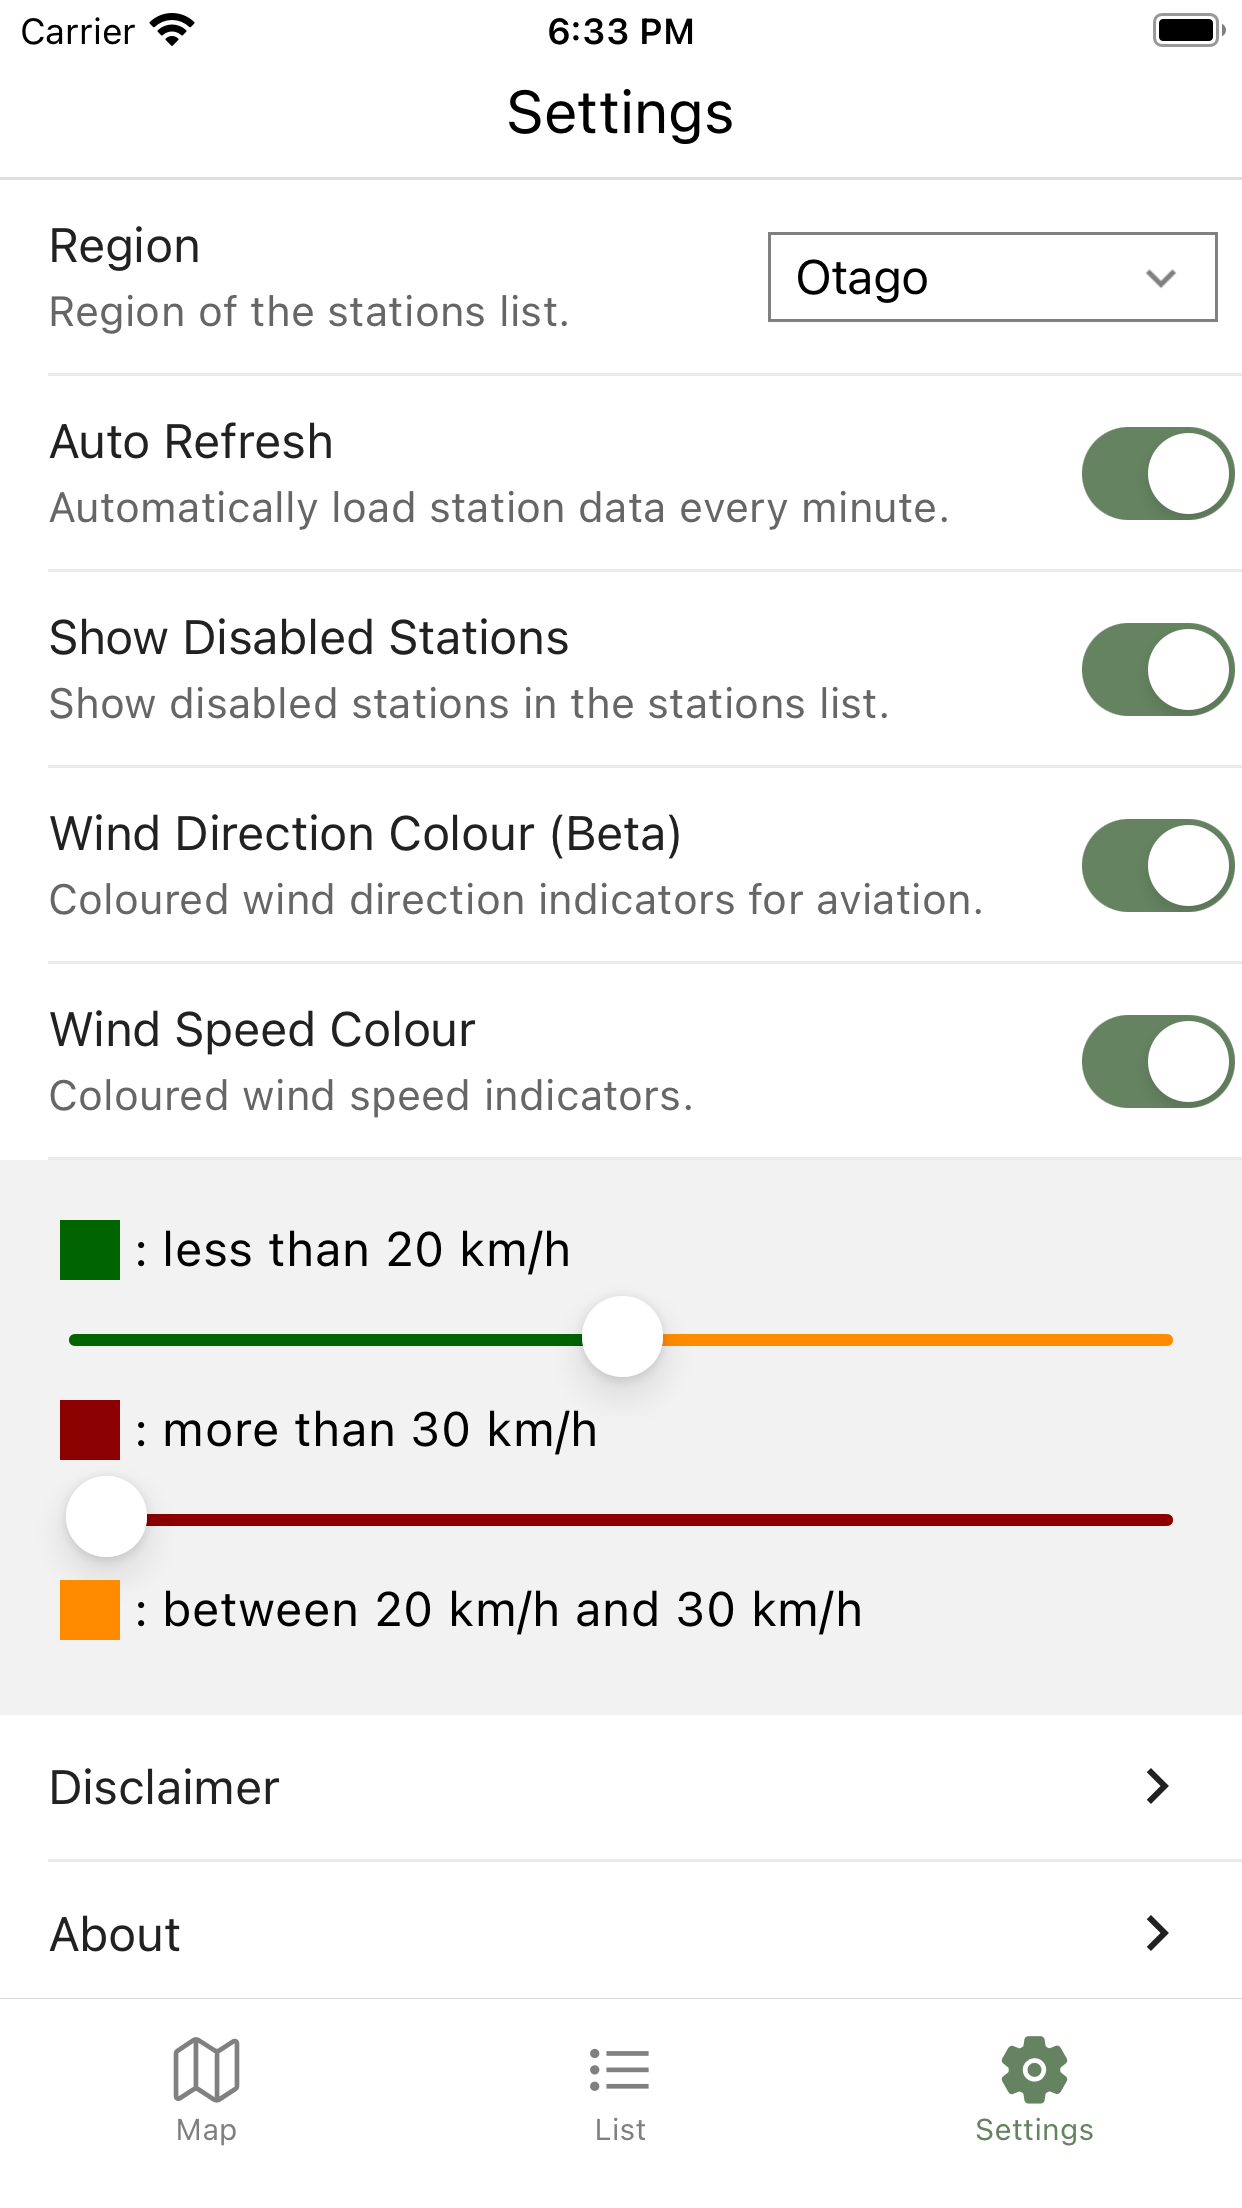 Carrier 6:33 PM
Settings
Region
Region of the stations list.
Otago
Auto Refresh
Automatically load station data every minute.
Show Disabled Stations
Show disabled stations in the stations list.
Wind Direction Colour (Beta)
Coloured wind direction indicators for aviation.
Wind Speed Colour
Coloured wind speed indicators.
: less than 20 km/h
: more than 30 km/h
: between 20 km/h and 30 km/h
Disclaimer
About
Map List Settings